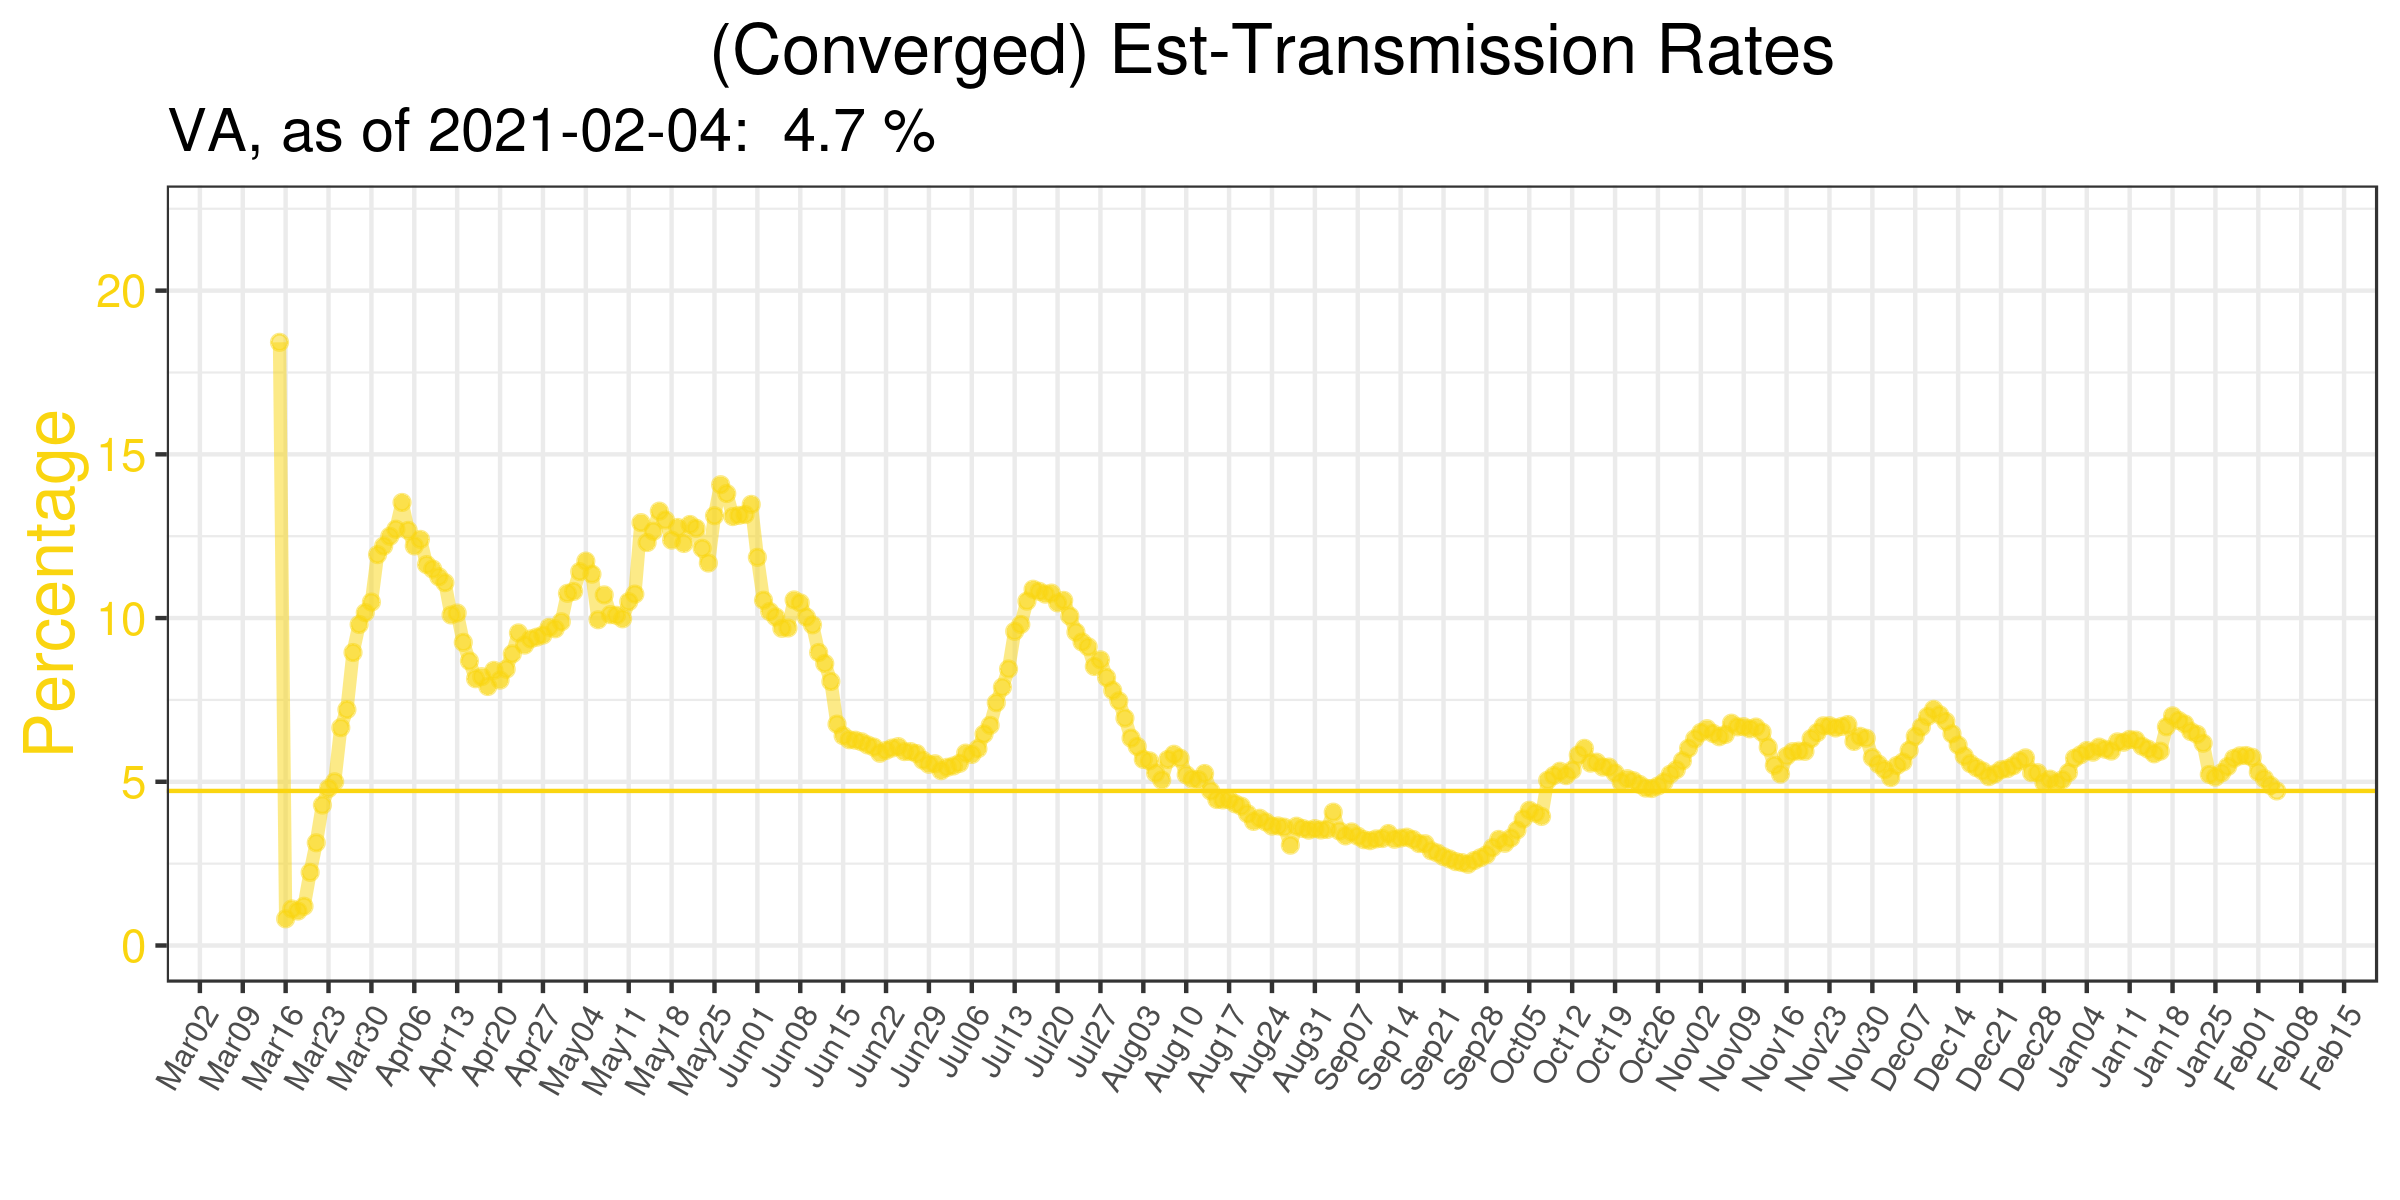 (Converged) Est-Transmission Rates
VA, as of 2021-02-04:  4.7 %
Percentage
20
15
10
5
0
Mar02 Mar09 Mar16 Mar23 Mar30 Apr06 Apr13 Apr20 Apr27 May04 May11 May18 May25 Jun01 Jun08 Jun15 Jun22 Jun29 Jul06 Jul13 Jul20 Jul27 Aug03 Aug10 Aug17 Aug24 Aug31 Sep07 Sep14 Sep21 Sep28 Oct05 Oct12 Oct19 Oct26 Nov02 Nov09 Nov16 Nov23 Nov30 Dec07 Dec14 Dec21 Dec28 Jan04 Jan11 Jan18 Jan25 Feb01 Feb08 Feb15